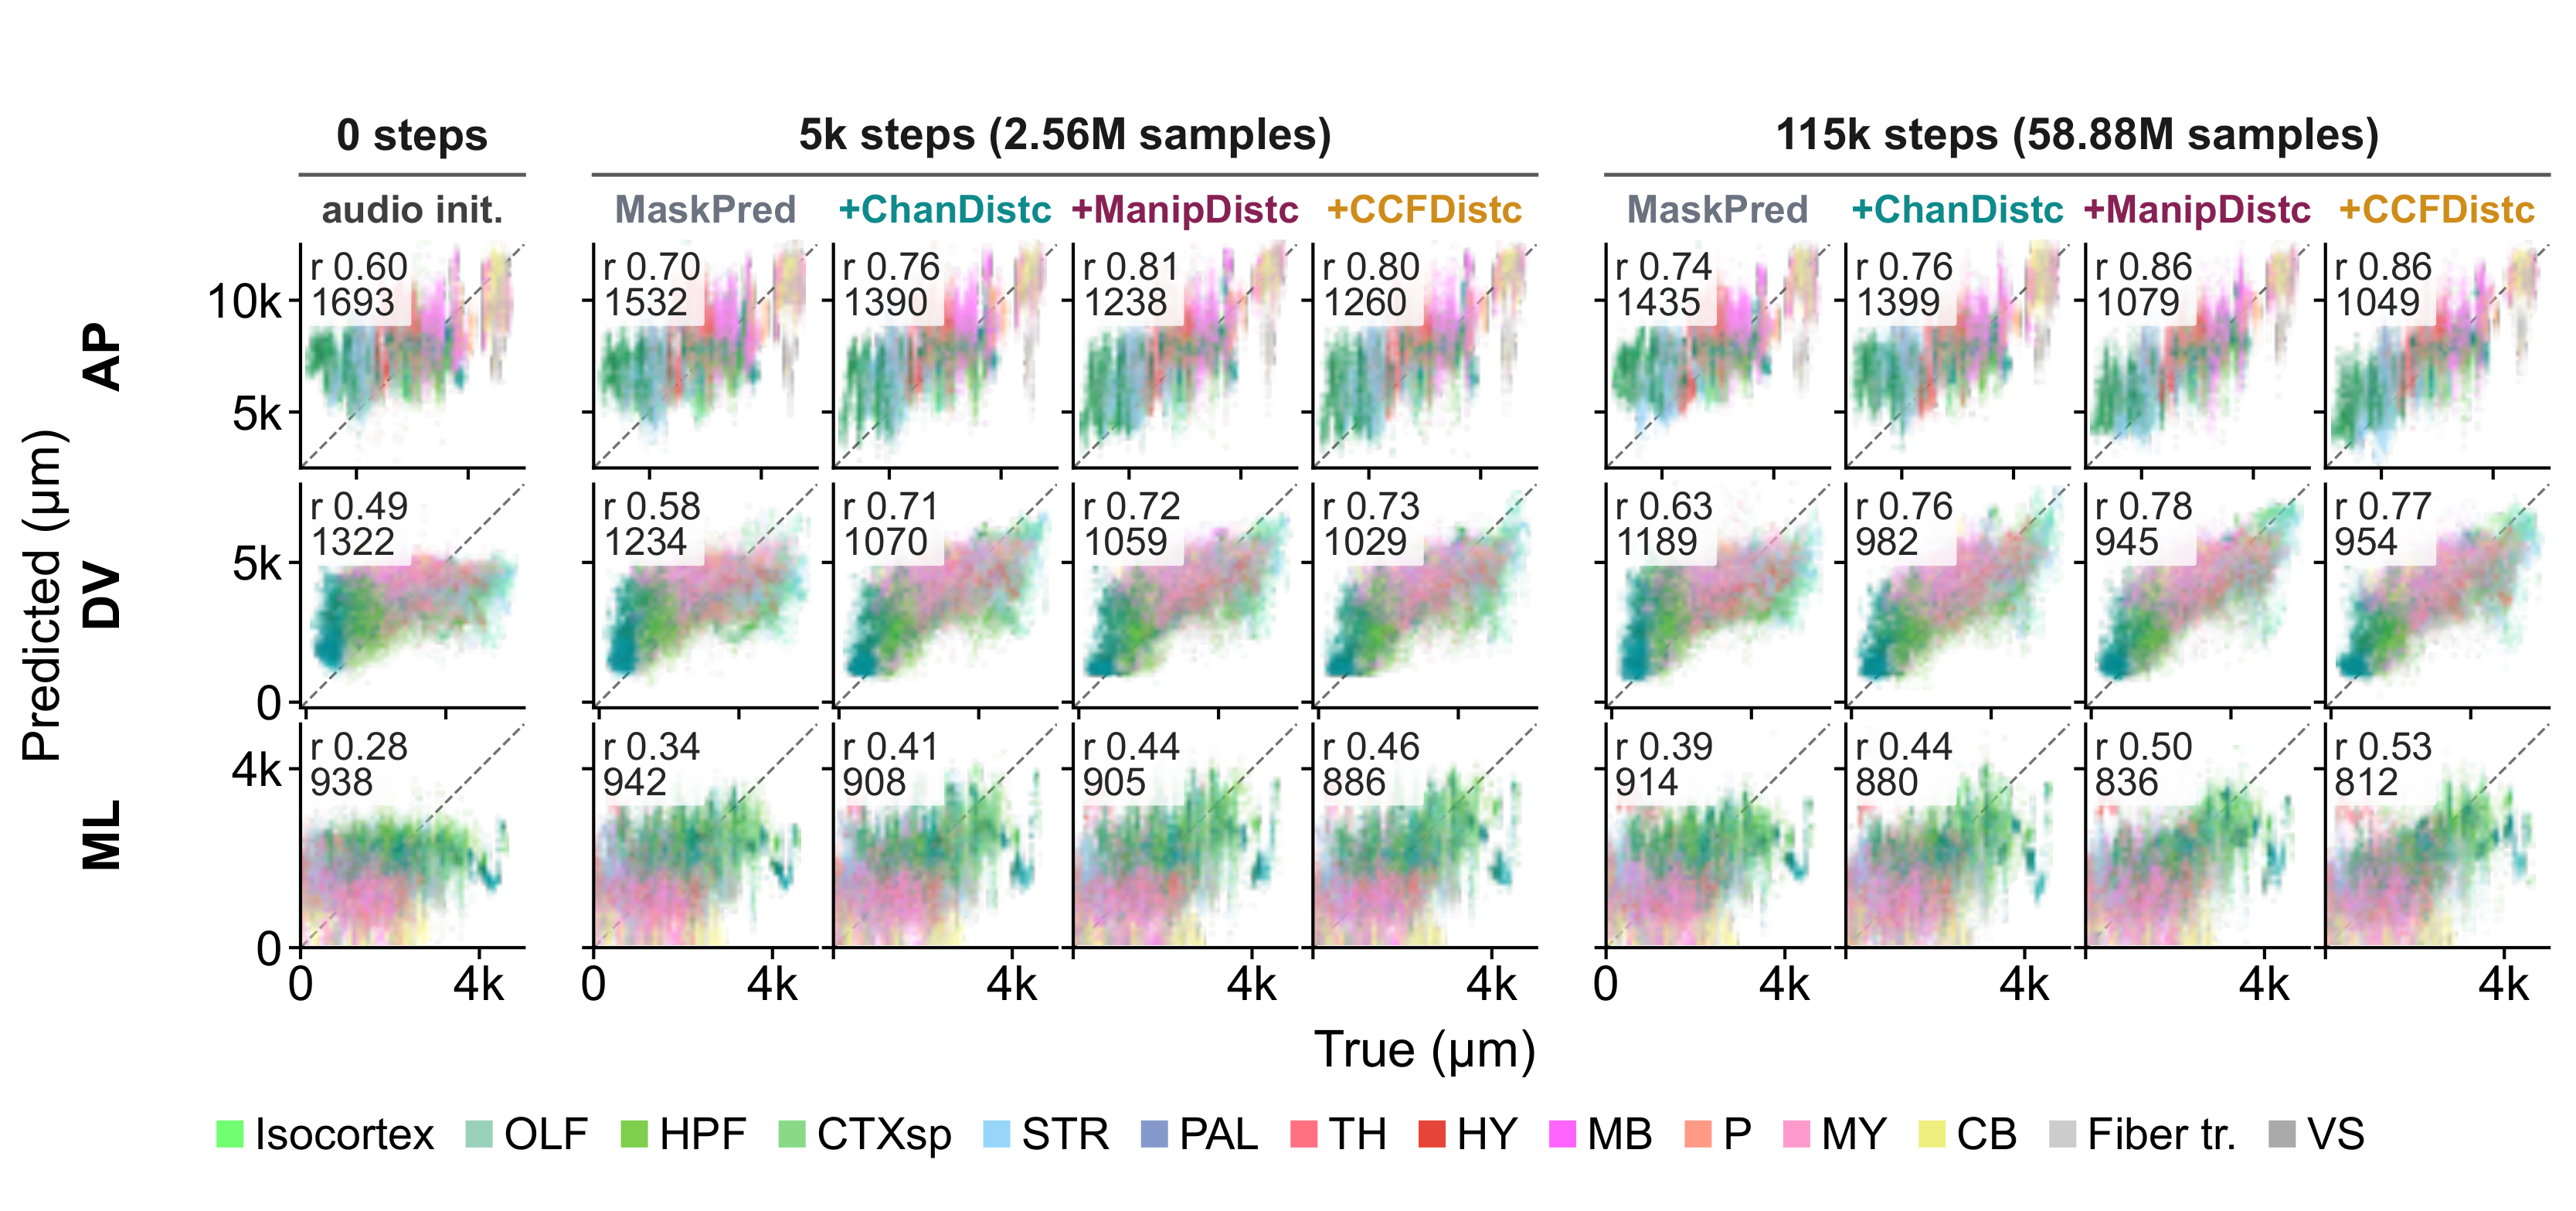 0 steps
5k steps (2.56M samples)
115k steps (58.88M samples)
audio init.
MaskPred
+ChanDistc
+ManipDistc
+CCFDistc
MaskPred
+ChanDistc
+ManipDistc
+CCFDistc
Predicted (µm)
AP
10k
5k
r 0.60
1693
r 0.70
1532
r 0.76
1390
r 0.81
1238
r 0.80
1260
r 0.74
1435
r 0.76
1399
r 0.86
1079
r 0.86
1049
DV
5k
0
r 0.49
1322
r 0.58
1234
r 0.71
1070
r 0.72
1059
r 0.73
1029
r 0.63
1189
r 0.76
982
r 0.78
945
r 0.77
954
ML
4k
0
r 0.28
938
r 0.34
942
r 0.41
908
r 0.44
905
r 0.46
886
r 0.39
914
r 0.44
880
r 0.50
836
r 0.53
812
0 4k 0 4k 4k 4k 4k 0 4k 4k 4k 4k
True (µm)
Isocortex OLF HPF CTXsp STR PAL TH HY MB P MY CB Fiber tr. VS